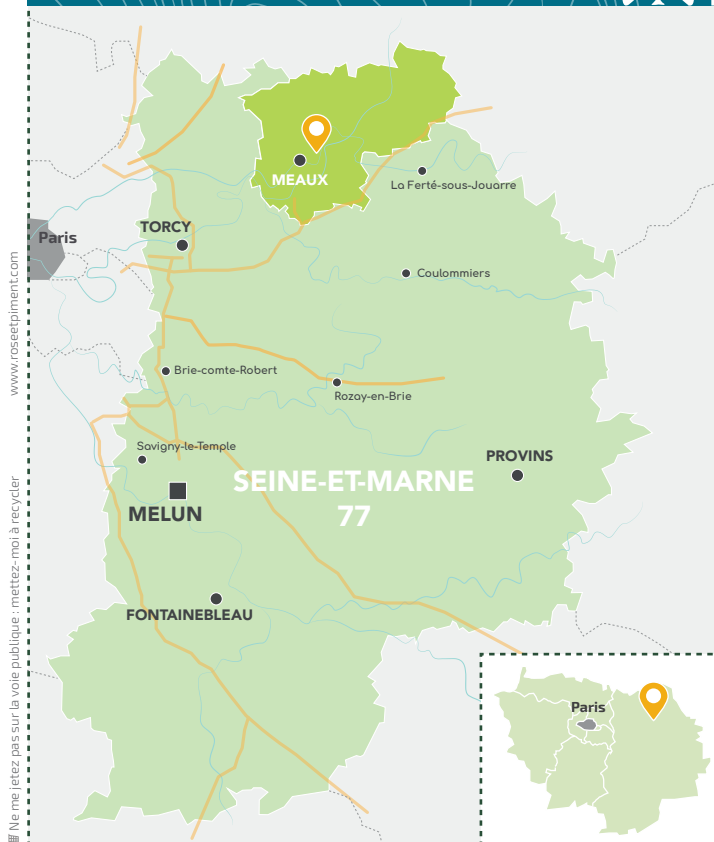 MEAUX
La Ferté-sous-Jouarre
TORCY
Paris
Coulommiers
Brie-comte-Robert
Rozay-en-Brie
Savigny-le-Temple
PROVINS
SEINE-ET-MARNE
77
MELUN
FONTAINEBLEAU
Paris
www.roseetpiment.com
Ne me jetez pas sur la voie publique : mettez-moi à recycler